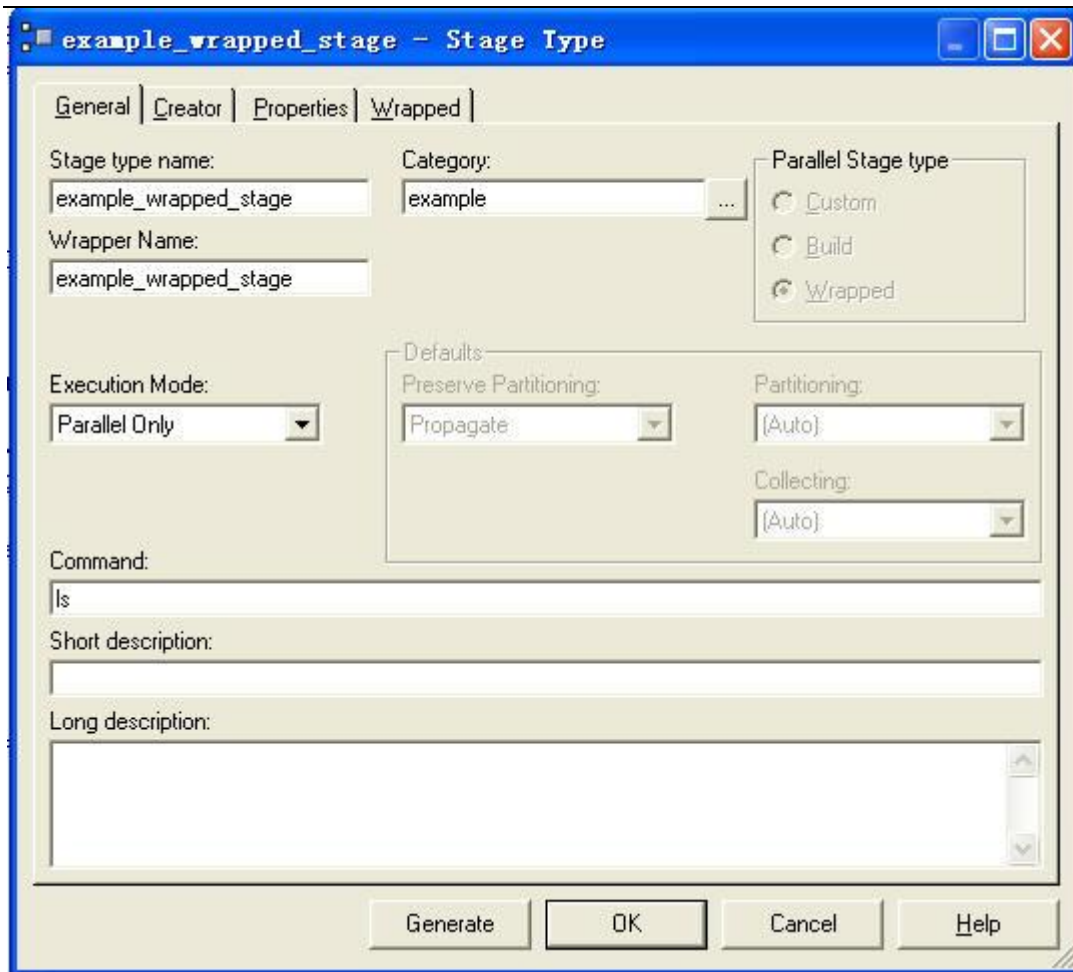 example_wrapped_stage - Stage Type
General Creator Properties Wrapped
Stage type name: Category: Parallel Stage type
example_wrapped_stage example ... Custom
Wrapper Name: Build
example_wrapped_stage Wrapped
Defaults
Execution Mode: Preserve Partitioning: Partitioning:
Parallel Only Propagate (Auto)
Collecting:
(Auto)
Command:
ls
Short description:
Long description:
Generate OK Cancel Help